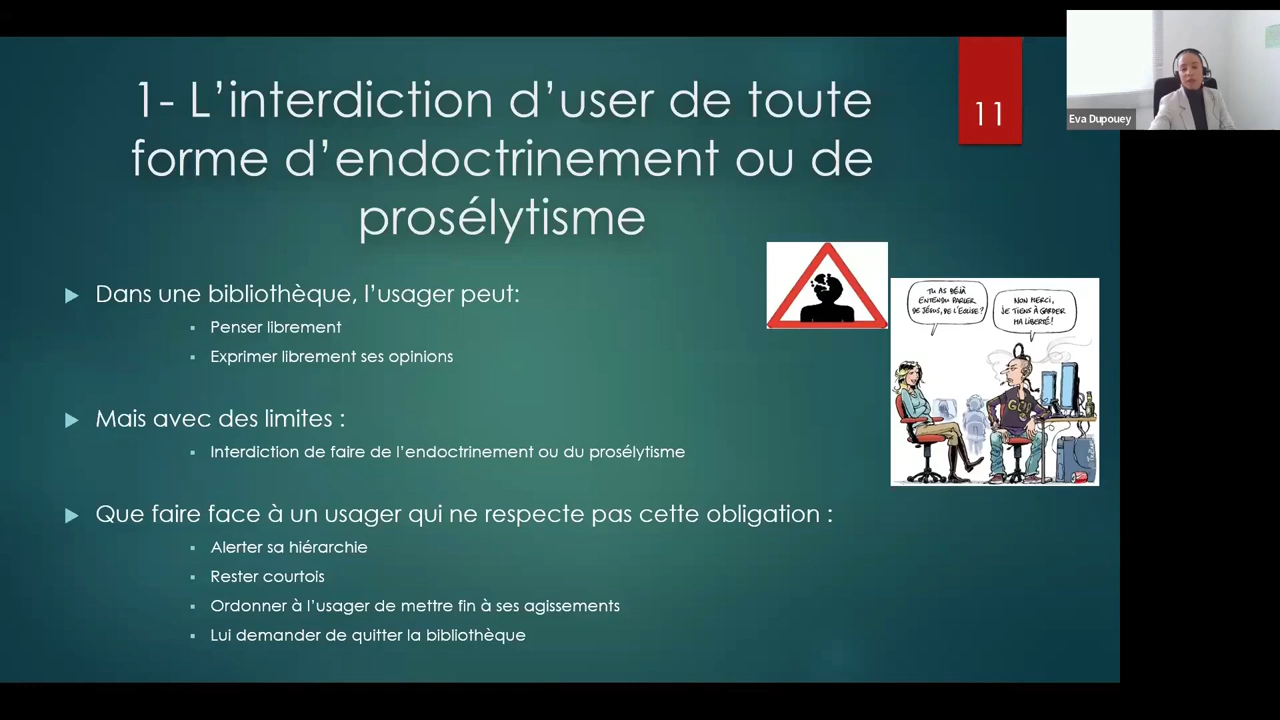 1- L’interdiction d’user de toute
forme d’endoctrinement ou de
prosélytisme
11
Eva Dupouey
Dans une bibliothèque, l’usager peut:
Penser librement
Exprimer librement ses opinions
Mais avec des limites :
Interdiction de faire de l’endoctrinement ou du prosélytisme
Que faire face à un usager qui ne respecte pas cette obligation :
Alerter sa hiérarchie
Rester courtois
Ordonner à l’usager de mettre fin à ses agissements
Lui demander de quitter la bibliothèque
TU AS DÉJÀ
ENTENDU PARLER
DE JÉSUS, DE L'ÉGLISE?
NON MERCI,
JE TIENS À GARDER
MA LIBERTÉ!